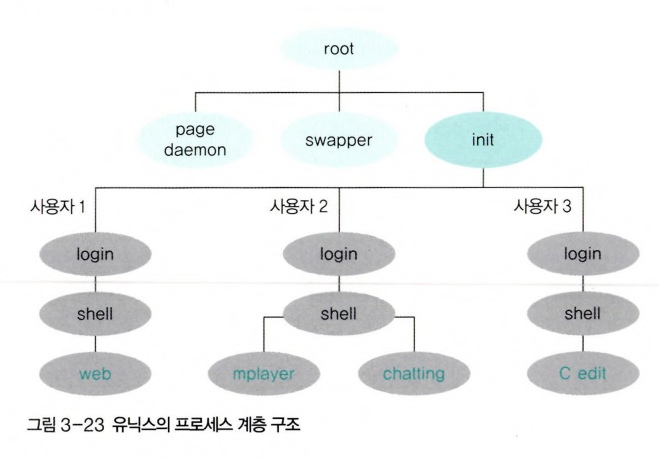 root
page
daemon
swapper
init
사용자 1
사용자 2
사용자 3
login
login
login
shell
shell
shell
web
mplayer
chatting
C edit
그림 3-23 유닉스의 프로세스 계층 구조